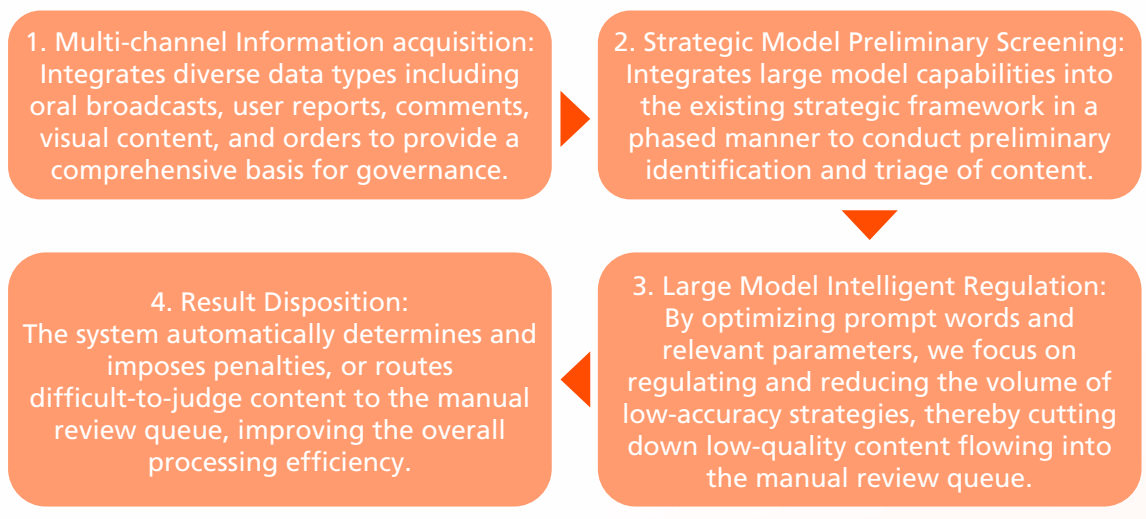 1. Multi-channel Information acquisition:
Integrates diverse data types including
oral broadcasts, user reports, comments,
visual content, and orders to provide a
comprehensive basis for governance.
2. Strategic Model Preliminary Screening:
Integrates large model capabilities into
the existing strategic framework in a
phased manner to conduct preliminary
identification and triage of content.
3. Large Model Intelligent Regulation:
By optimizing prompt words and
relevant parameters, we focus on
regulating and reducing the volume of
low-accuracy strategies, thereby cutting
down low-quality content flowing into
the manual review queue.
4. Result Disposition:
The system automatically determines and
imposes penalties, or routes
difficult-to-judge content to the manual
review queue, improving the overall
processing efficiency.